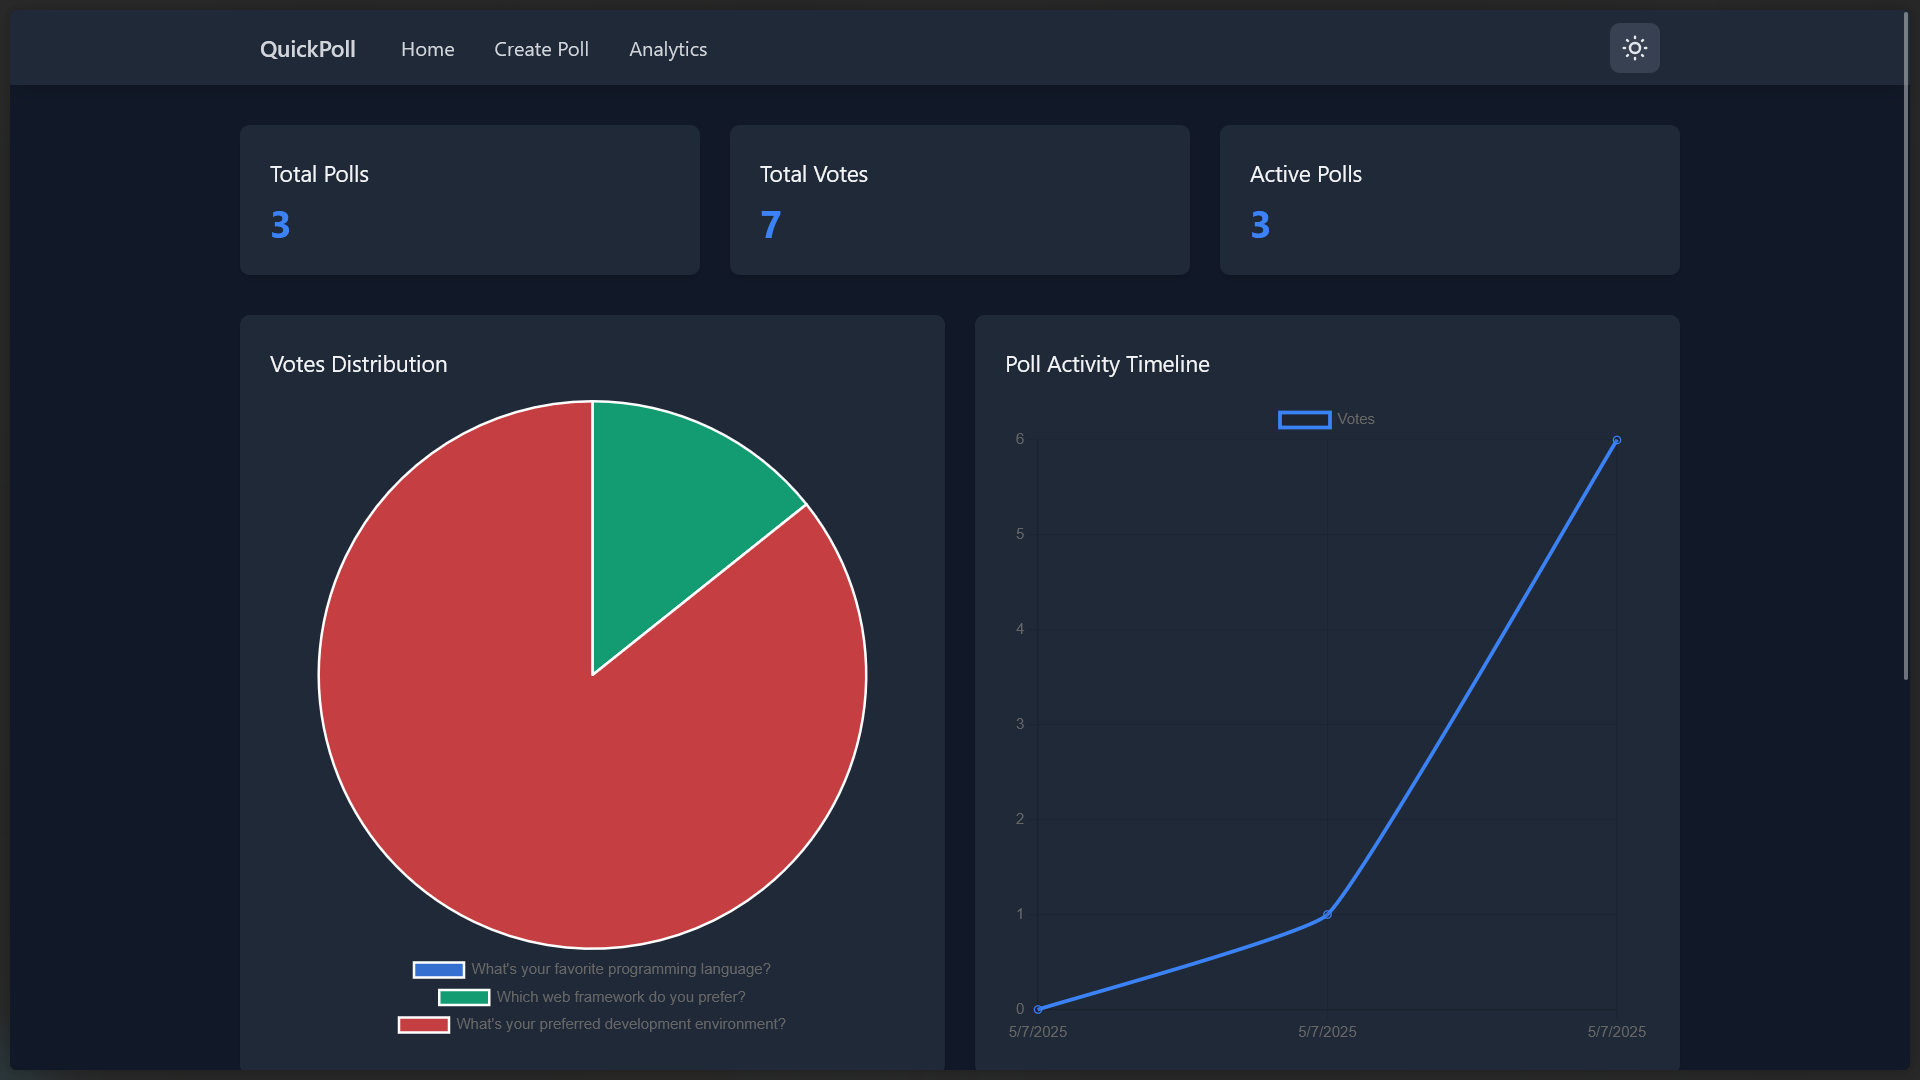 QuickPoll Home Create Poll Analytics
Total Polls
3
Total Votes
7
Active Polls
3
Votes Distribution
What's your favorite programming language?
Which web framework do you prefer?
What's your preferred development environment?
Poll Activity Timeline
Votes
6
5
4
3
2
1
0
5/7/2025 5/7/2025 5/7/2025